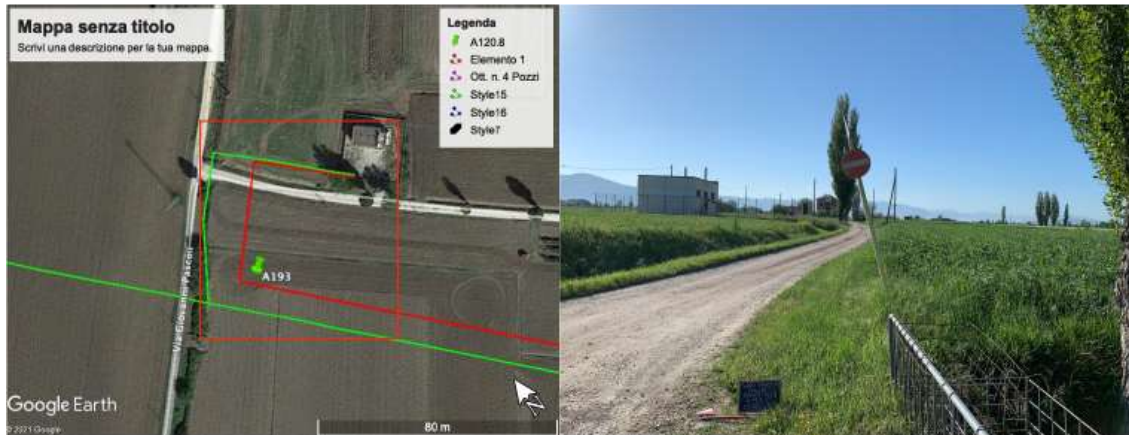 Mappa senza titolo
Scrivi una descrizione per la tua mappa.
Legenda
A120.8
Elemento 1
Ott. n. 4 Pozzi
Style15
Style16
Style7
A193
Via Giovanni Pascoli
N
Google Earth
© 2021 Google
80 m